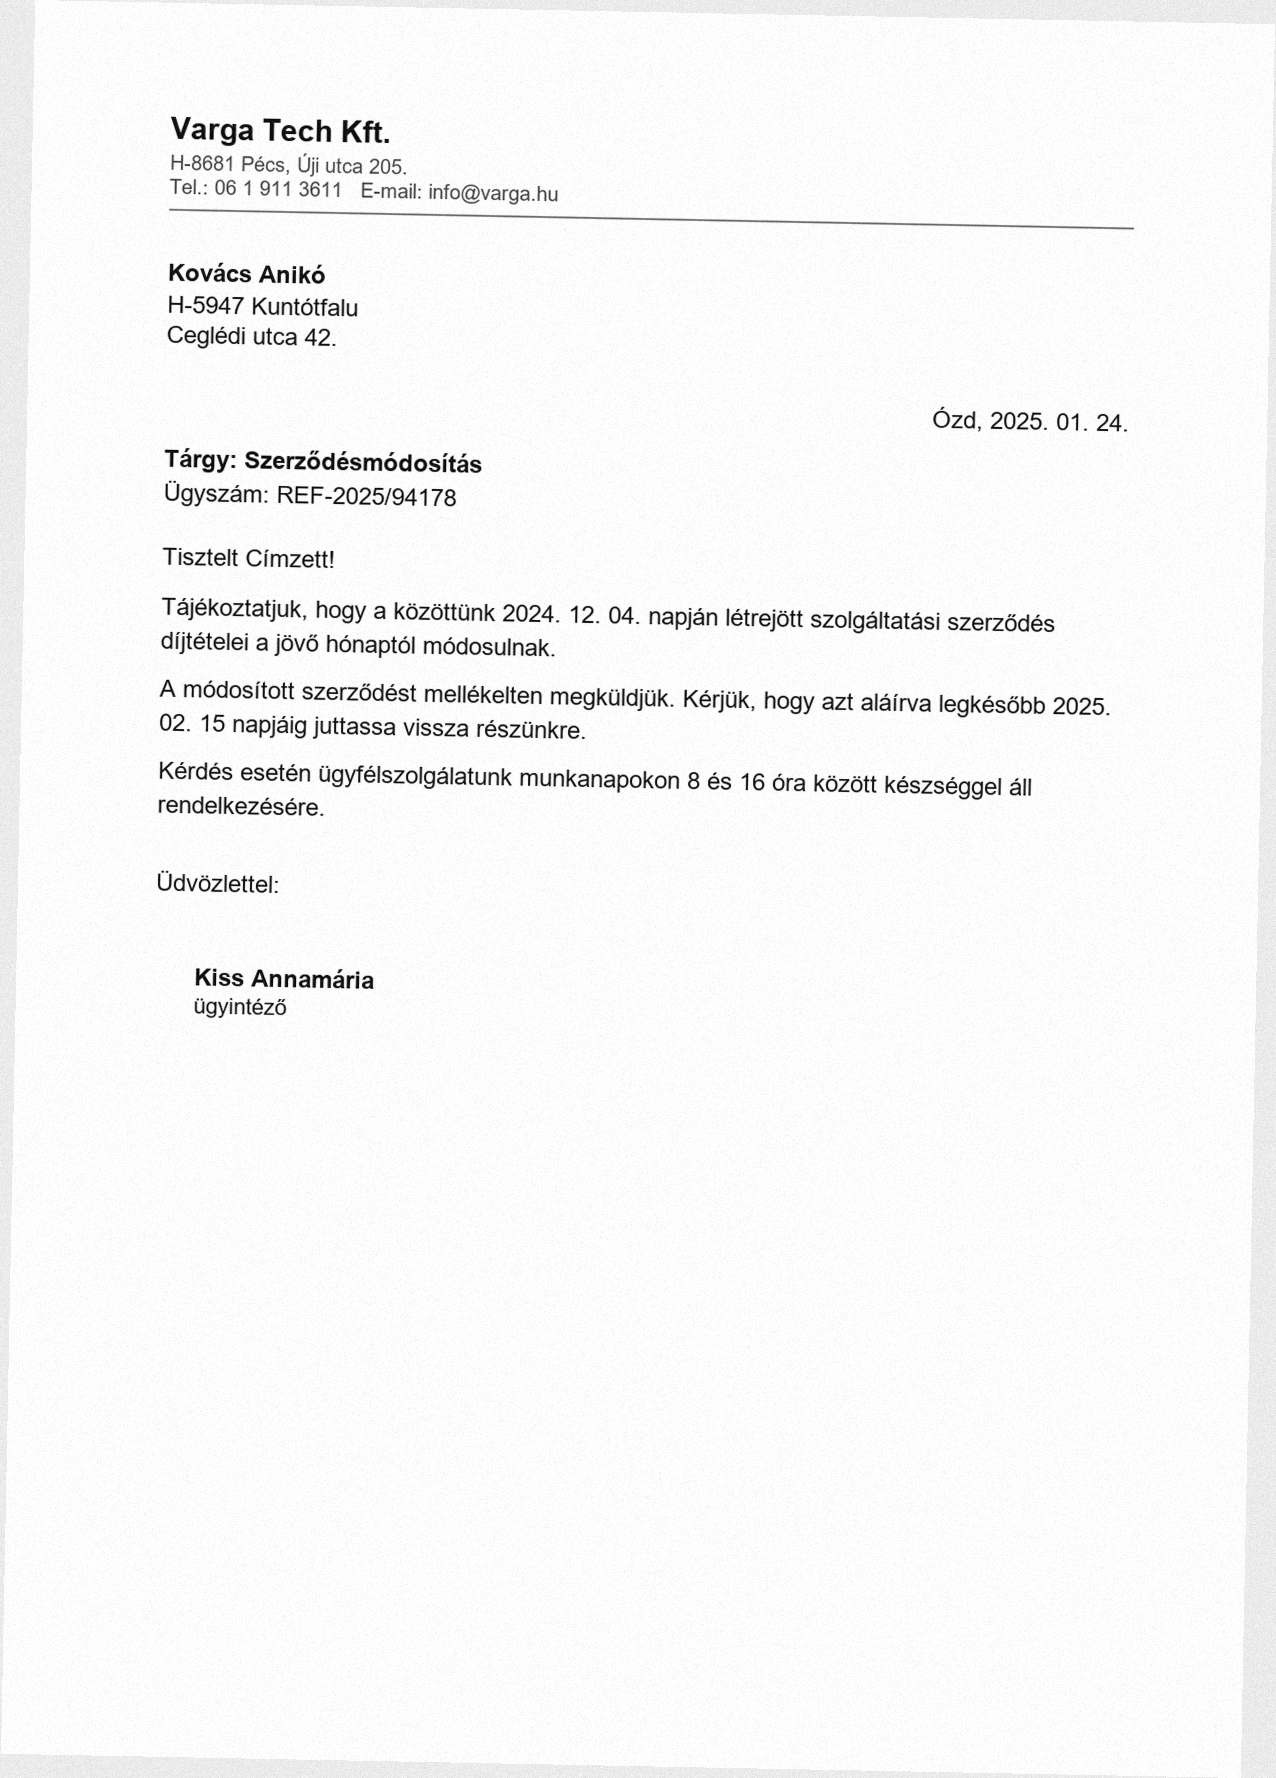 Varga Tech Kft.
H-8681 Pécs, Úji utca 205.
Tel.: 06 1 911 3611 E-mail: info@varga.hu
Kovács Anikó
H-5947 Kuntótfalu
Ceglédi utca 42.
Ózd, 2025. 01. 24.
Tárgy: Szerződésmódosítás
Ügyszám: REF-2025/94178
Tisztelt Címzett!
Tájékoztatjuk, hogy a közöttünk 2024. 12. 04. napján létrejött szolgáltatási szerződés
díjtételei a jövő hónaptól módosulnak.
A módosított szerződést mellékelten megküldjük. Kérjük, hogy azt aláírva legkésőbb 2025.
02. 15 napjáig juttassa vissza részünkre.
Kérdés esetén ügyfélszolgálatunk munkanapokon 8 és 16 óra között készséggel áll
rendelkezésére.
Üdvözlettel:
Kiss Annamária
ügyintéző